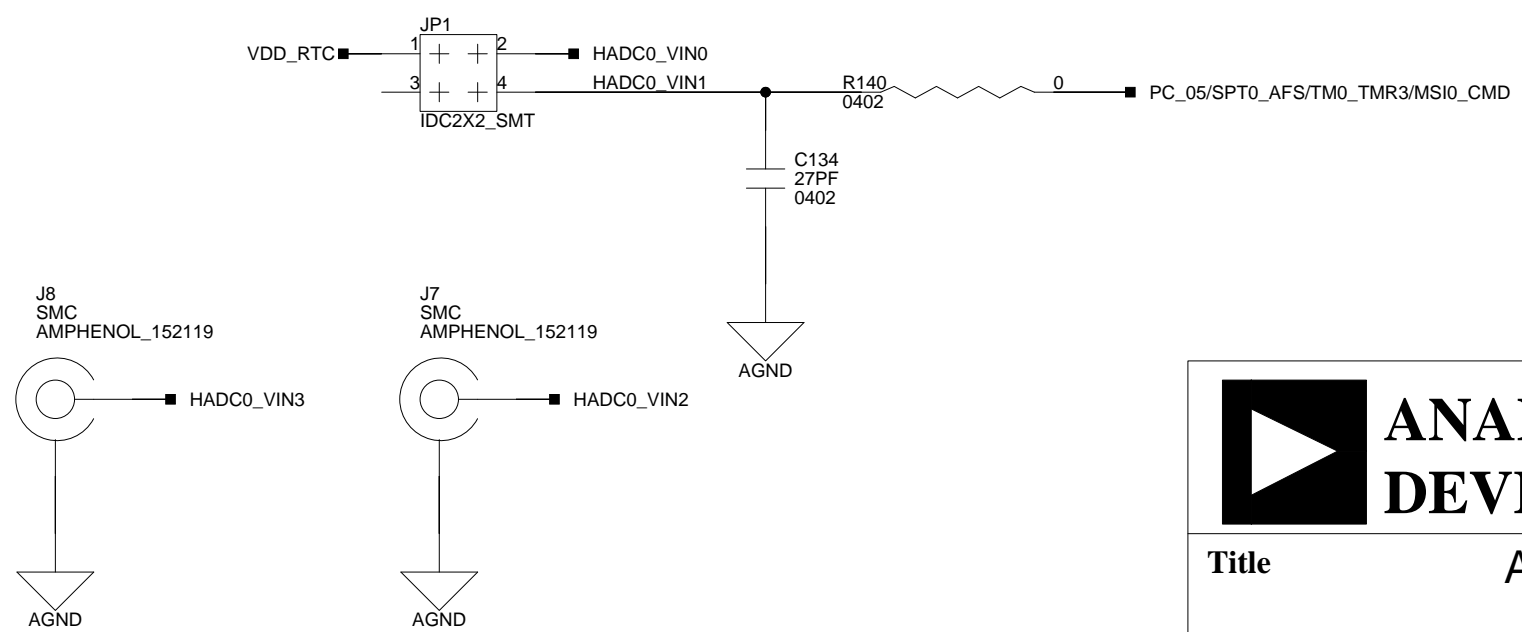 JP1
VDD_RTC 1 2 HADC0_VIN0
3 4 HADC0_VIN1
IDC2X2_SMT
R140 0 PC_05/SPT0_AFS/TM0_TMR3/MSI0_CMD
0402
C134
27PF
0402
AGND
J8
SMC
AMPHENOL_152119
HADC0_VIN3
AGND
J7
SMC
AMPHENOL_152119
HADC0_VIN2
AGND
Title